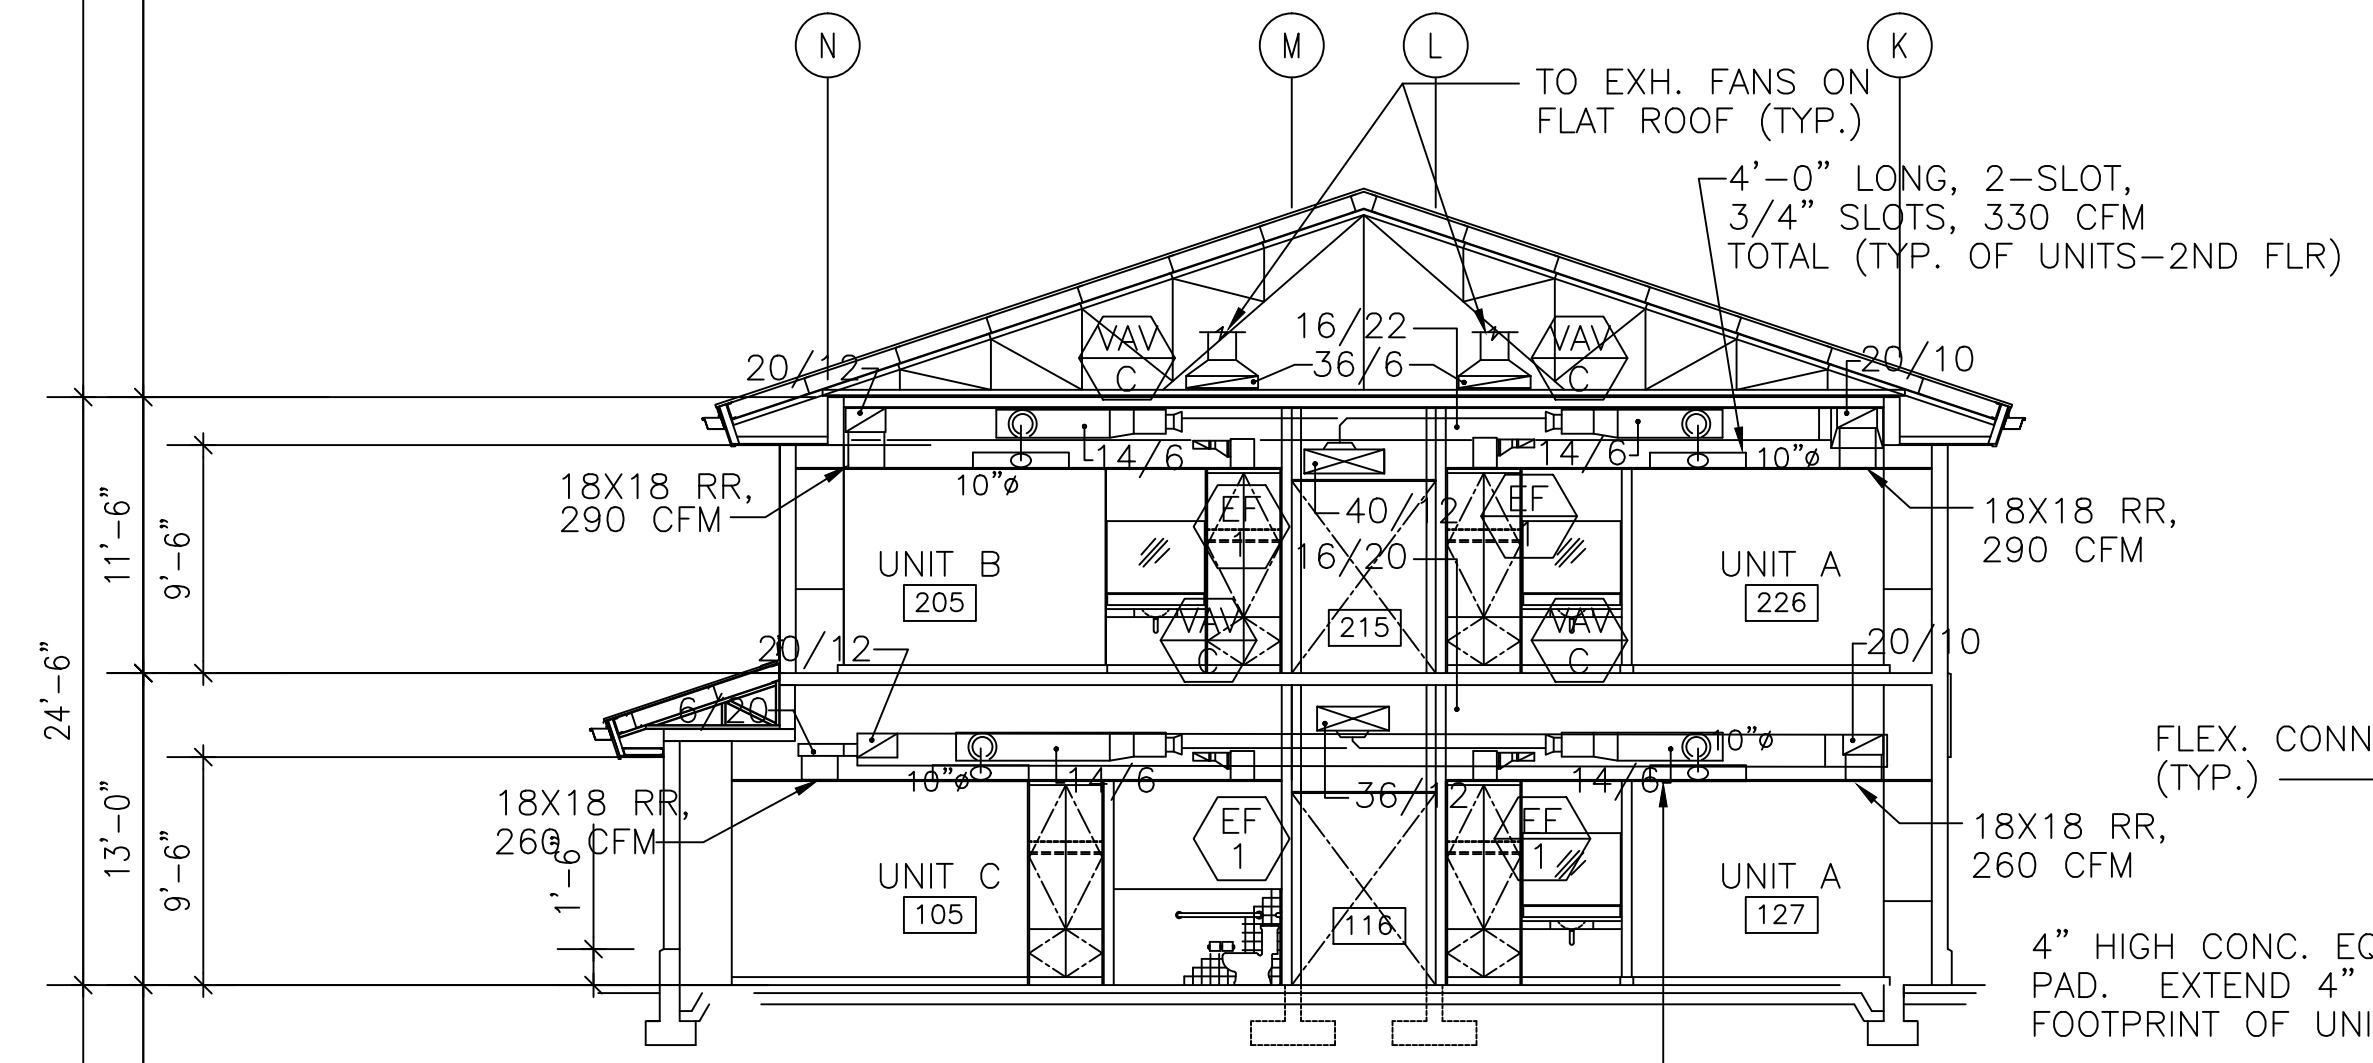 N
M
L
K
TO EXH. FANS ON
FLAT ROOF (TYP.)
4'-0" LONG, 2-SLOT,
3/4" SLOTS, 330 CFM
TOTAL (TYP. OF UNITS-2ND FLR)
16/22
36/6
VAV
C
VAV
C
20/12
20/10
14/6
14/6
10"ø
10"ø
18X18 RR,
290 CFM
18X18 RR,
290 CFM
EF
1
EF
1
40/12
16/20
UNIT B
205
215
UNIT A
226
VAV
C
VAV
C
20/12
20/10
6/20
10"ø
14/6
36/12
14/6
10"ø
18X18 RR,
260 CFM
18X18 RR,
260 CFM
EF
1
EF
1
UNIT C
105
116
UNIT A
127
24'-6"
11'-6"
9'-6"
13'-0"
9'-6"
1'-6"
FLEX. CONN
(TYP.)
4" HIGH CONC. EQ
PAD. EXTEND 4"
FOOTPRINT OF UNI